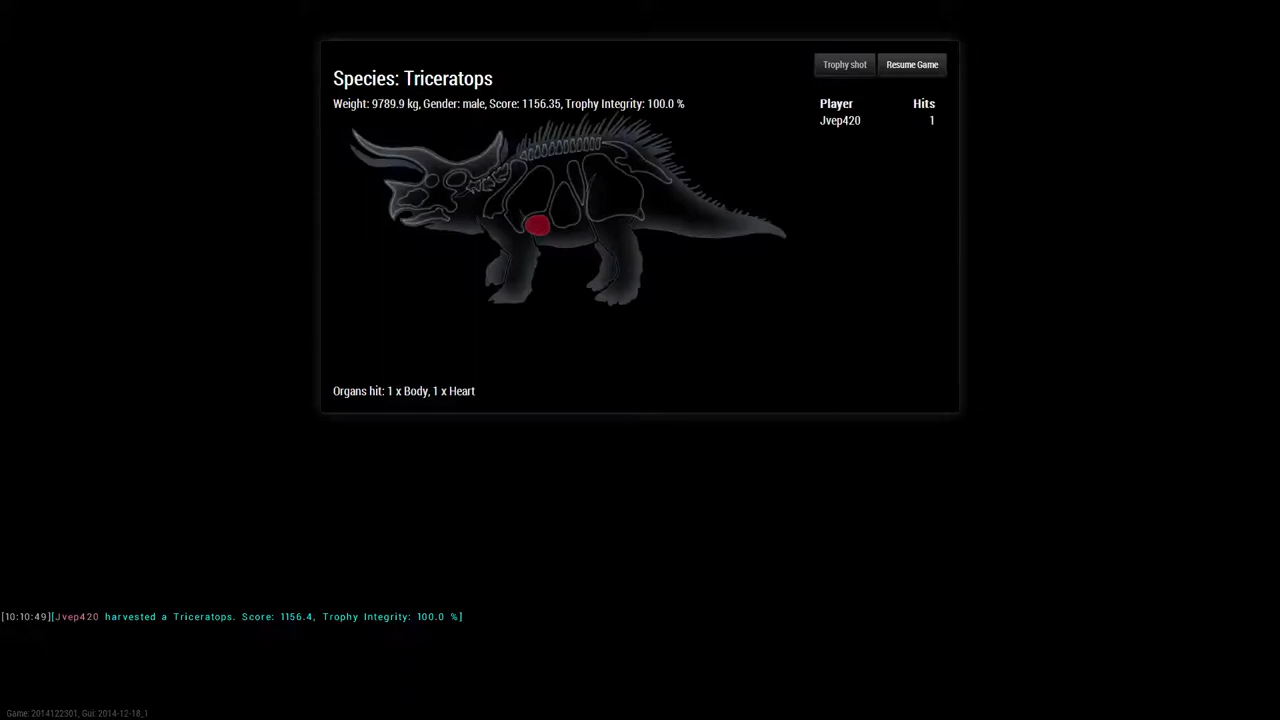 Trophy shot
Resume Game
Species: Triceratops
Weight: 9789.9 kg, Gender: male, Score: 1156.35, Trophy Integrity: 100.0 %
Player Hits
Jvep420 1
Organs hit: 1 x Body, 1 x Heart
[10:10:49][Jvep420 harvested a Triceratops. Score: 1156.4, Trophy Integrity: 100.0 %]
Game: 2014122301, Gui: 2014-12-18_1